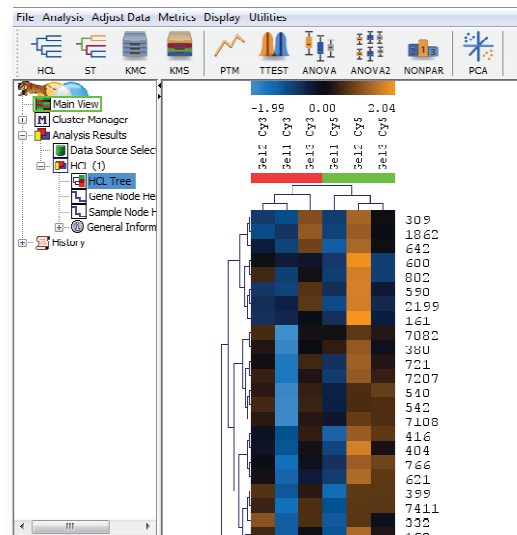 File Analysis Adjust Data Metrics Display Utilities
HCL ST KMC KMS PTM TTEST ANOVA ANOVA2 NONPAR PCA
Main View
Cluster Manager
Analysis Results
Data Source Selec
HCL (1)
HCL Tree
Gene Node He
Sample Node H
General Inform
History
-1.99 0.00 2.04
Gel2 Cy3
Gel1 Cy3
Gel3 Cy3
Gel1 Cy5
Gel2 Cy5
Gel3 Cy5
309
1862
642
600
802
590
2199
161
7082
380
721
7207
540
542
7108
416
404
766
621
399
7411
332